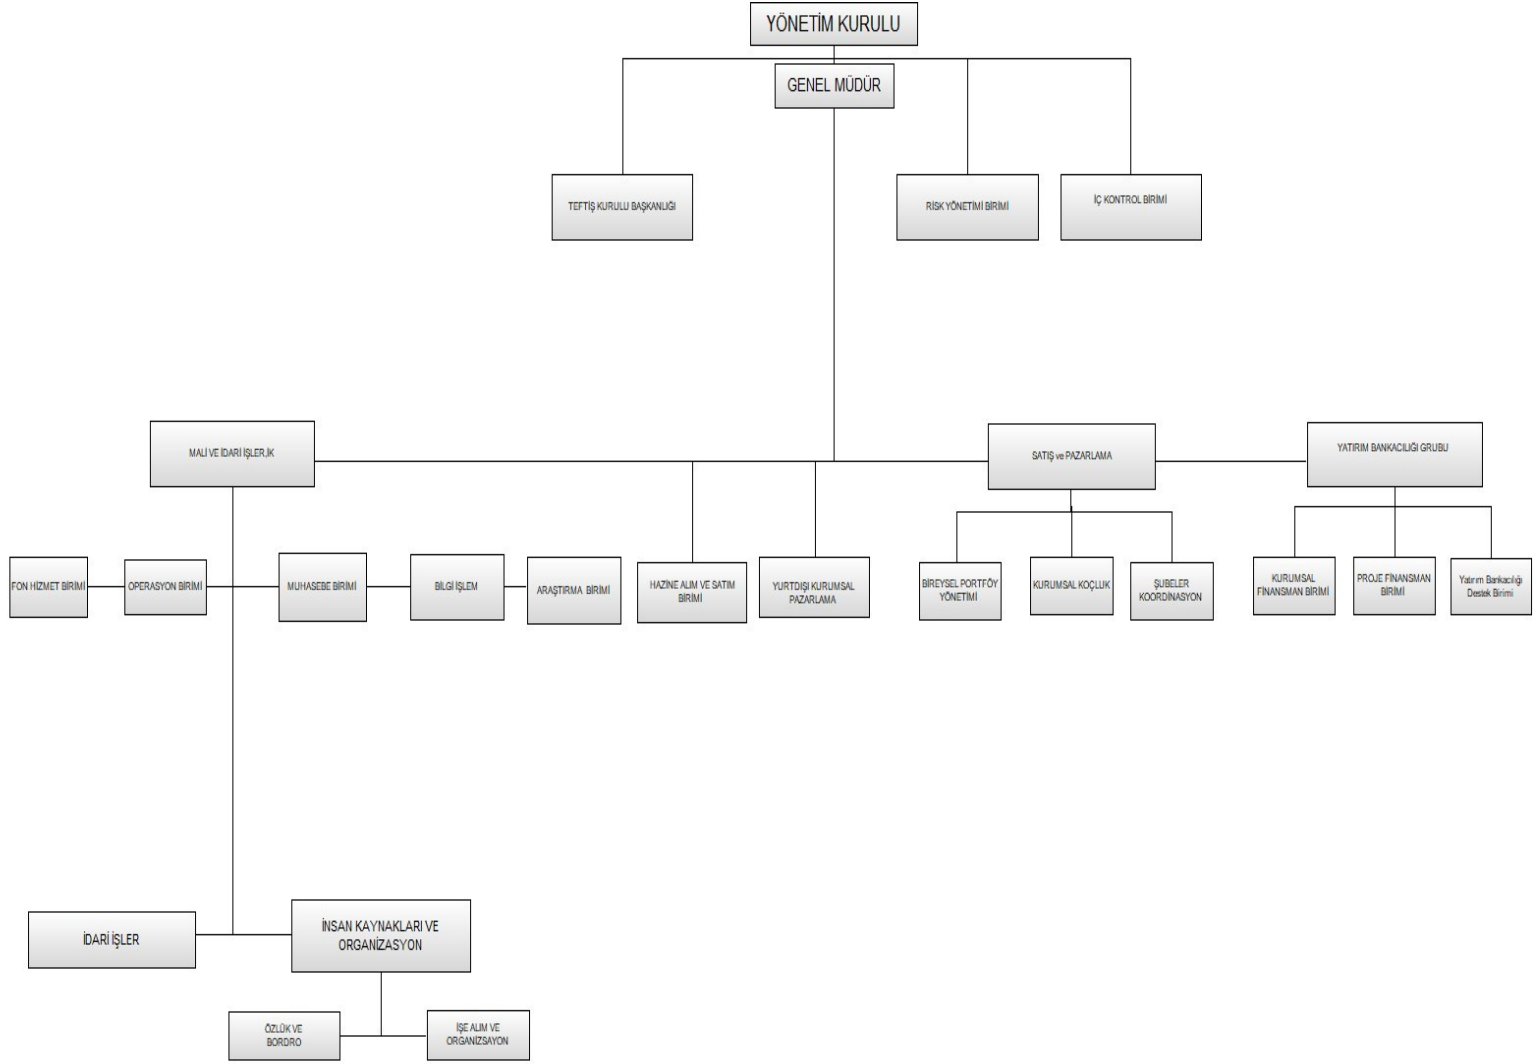 YÖNETİM KURULU
GENEL MÜDÜR
TEFTİŞ KURULU BAŞKANLIĞI
RİSK YÖNETİMİ BİRİMİ
İÇ KONTROL BİRİMİ
MALİ VE İDARİ İŞLER,İK
SATIŞ ve PAZARLAMA
YATIRIM BANKACILIĞI GRUBU
FON HİZMET BİRİMİ
OPERASYON BİRİMİ
MUHASEBE BİRİMİ
BİLGİ İŞLEM
ARAŞTIRMA BİRİMİ
HAZİNE ALIM VE SATIM
BİRİMİ
YURTDIŞI KURUMSAL
PAZARLAMA
BİREYSEL PORTFÖY
YÖNETİMİ
KURUMSAL KOÇLUK
ŞUBELER
KOORDİNASYON
KURUMSAL
FİNANSMAN BİRİMİ
PROJE FİNANSMAN
BİRİMİ
Yatırım Bankacılığı
Destek Birimi
İDARİ İŞLER
İNSAN KAYNAKLARI VE
ORGANİZASYON
ÖZLÜK VE
BORDRO
İŞE ALIM VE
ORGANİZSAYON